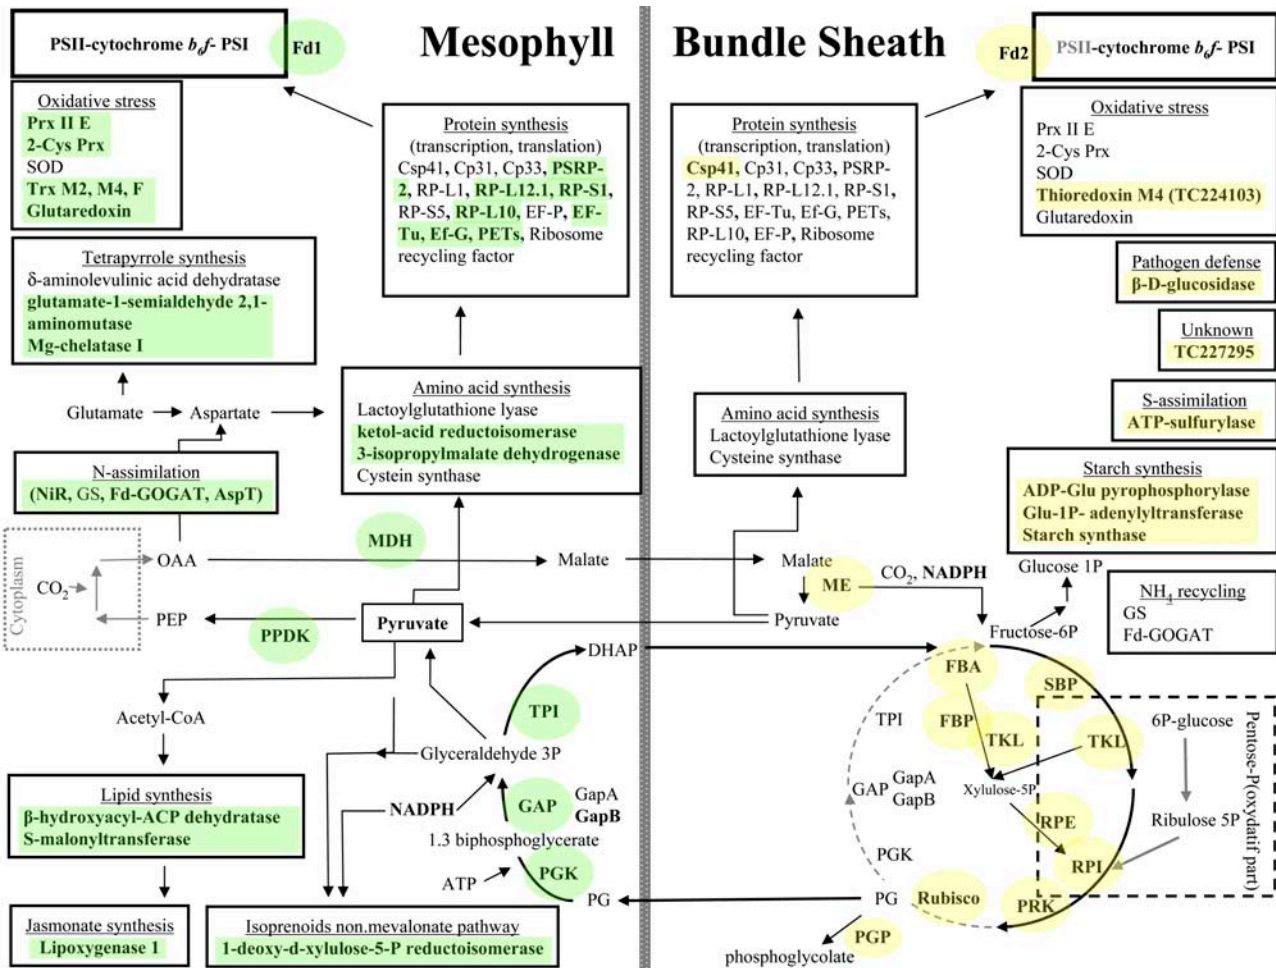 PSII-cytochrome b6f- PSI
Fd1
Mesophyll
Oxidative stress
Prx II E
2-Cys Prx
SOD
Trx M2, M4, F
Glutaredoxin
Protein synthesis
(transcription, translation)
Csp41, Cp31, Cp33, PSRP-
2, RP-L1, RP-L12.1, RP-S1,
RP-S5, RP-L10, EF-P, EF-
Tu, Ef-G, PETs, Ribosome
recycling factor
Tetrapyrrole synthesis
δ-aminolevulinic acid dehydratase
glutamate-1-semialdehyde 2,1-
aminomutase
Mg-chelatase I
Glutamate
Aspartate
Amino acid synthesis
Lactoylglutathione lyase
ketol-acid reductoisomerase
3-isopropylmalate dehydrogenase
Cystein synthase
N-assimilation
(NiR, GS, Fd-GOGAT, AspT)
Cytoplasm
CO2
OAA
MDH
Malate
PEP
PPDK
Pyruvate
DHAP
TPI
Acetyl-CoA
Glyceraldehyde 3P
NADPH
GAP
GapA
GapB
1.3 biphosphoglycerate
ATP
PGK
PG
Lipid synthesis
β-hydroxyacyl-ACP dehydratase
S-malonyltransferase
Jasmonate synthesis
Lipoxygenase 1
Isoprenoids non.mevalonate pathway
1-deoxy-d-xylulose-5-P reductoisomerase
Bundle Sheath
Fd2
PSII-cytochrome b6f- PSI
Protein synthesis
(transcription, translation)
Csp41, Cp31, Cp33, PSRP-
2, RP-L1, RP-L12.1, RP-S1,
RP-S5, EF-Tu, Ef-G, PETs,
RP-L10, EF-P, Ribosome
recycling factor
Oxidative stress
Prx II E
2-Cys Prx
SOD
Thioredoxin M4 (TC224103)
Glutaredoxin
Pathogen defense
β-D-glucosidase
Unknown
TC227295
S-assimilation
ATP-sulfurylase
Amino acid synthesis
Lactoylglutathione lyase
Cysteine synthase
Starch synthesis
ADP-Glu pyrophosphorylase
Glu-1P- adenylyltransferase
Starch synthase
Glucose 1P
NH4 recycling
GS
Fd-GOGAT
Malate
ME
CO2, NADPH
Pyruvate
Fructose-6P
FBA
SBP
TPI
FBP
TKL
TKL
6P-glucose
Pentose-P(oxydatif part)
GAP
GapA
GapB
Xylulose-5P
RPE
Ribulose 5P
PGK
RPI
PG
Rubisco
PRK
PGP
phosphoglycolate